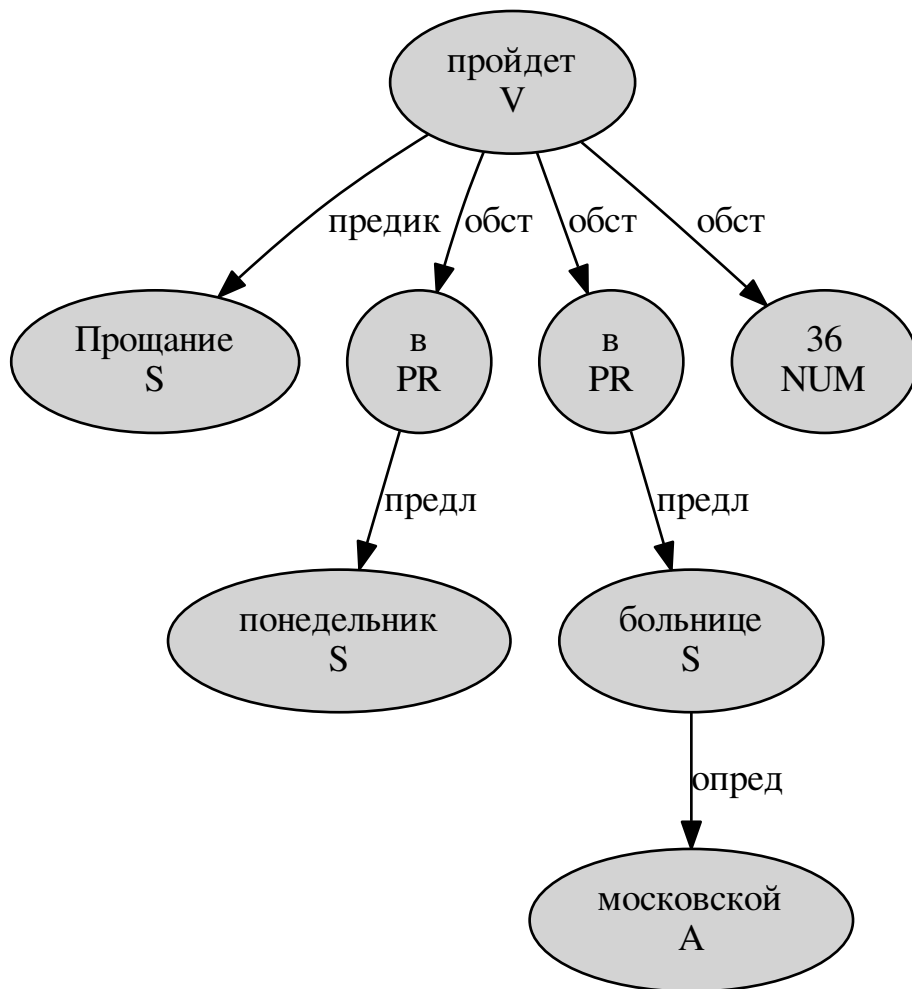 пройдет
V
предик
обст
обст
обст
Прощание
S
в
PR
в
PR
36
NUM
предл
предл
понедельник
S
больнице
S
опред
московской
A